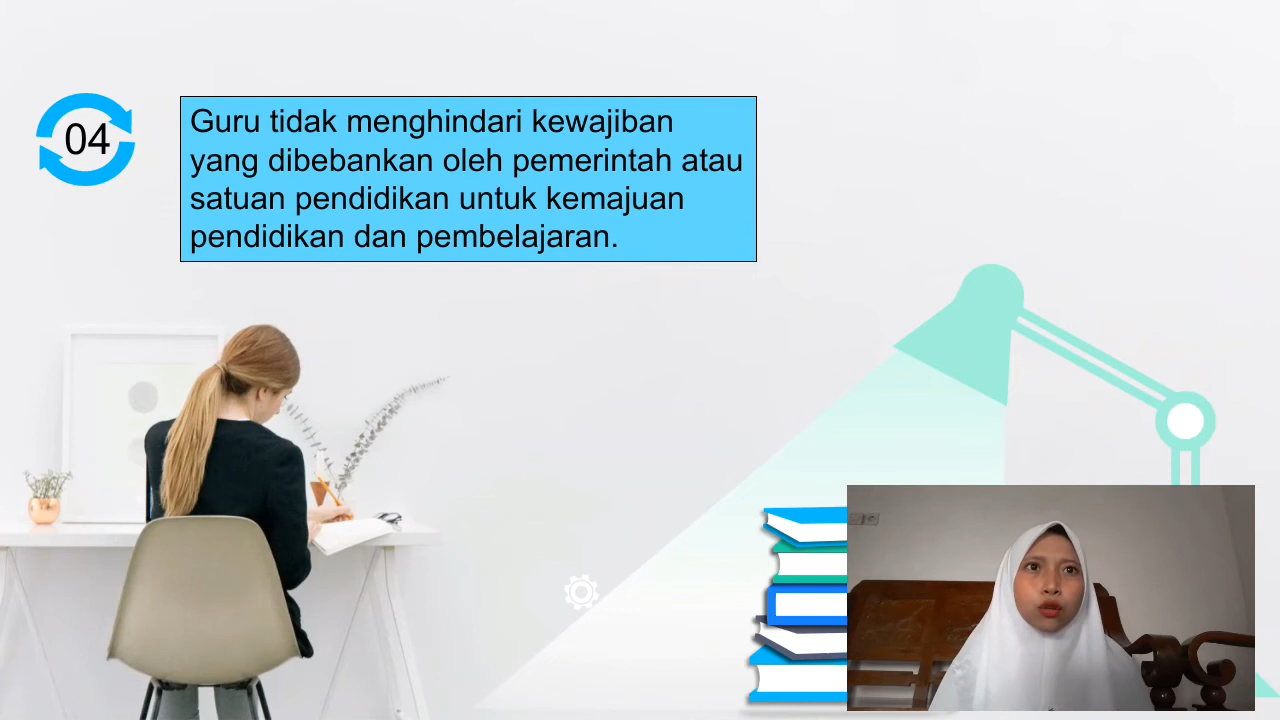 04
Guru tidak menghindari kewajiban
yang dibebankan oleh pemerintah atau
satuan pendidikan untuk kemajuan
pendidikan dan pembelajaran.